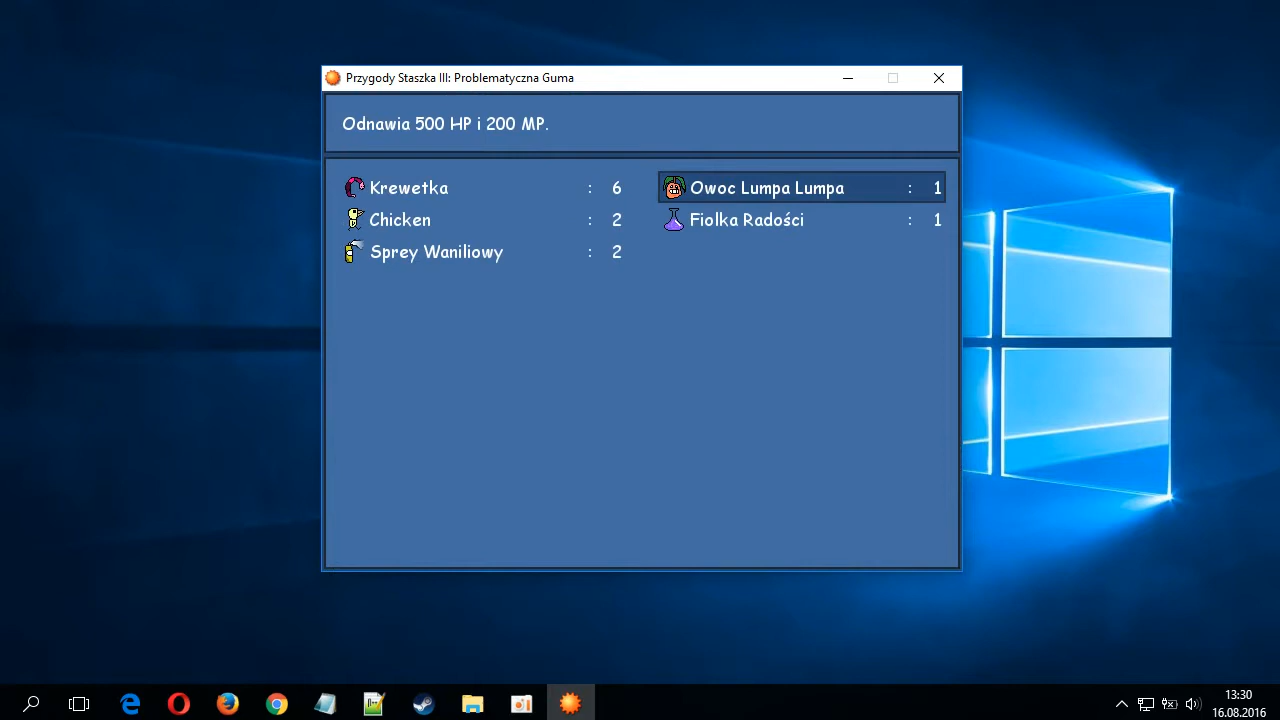 Przygody Staszka III: Problematyczna Guma
Odnawia 500 HP i 200 MP.
Krewetka : 6 Owoc Lumpa Lumpa : 1
Chicken : 2 Fiolka Radości : 1
Sprey Waniliowy : 2
13:30
16.08.2016